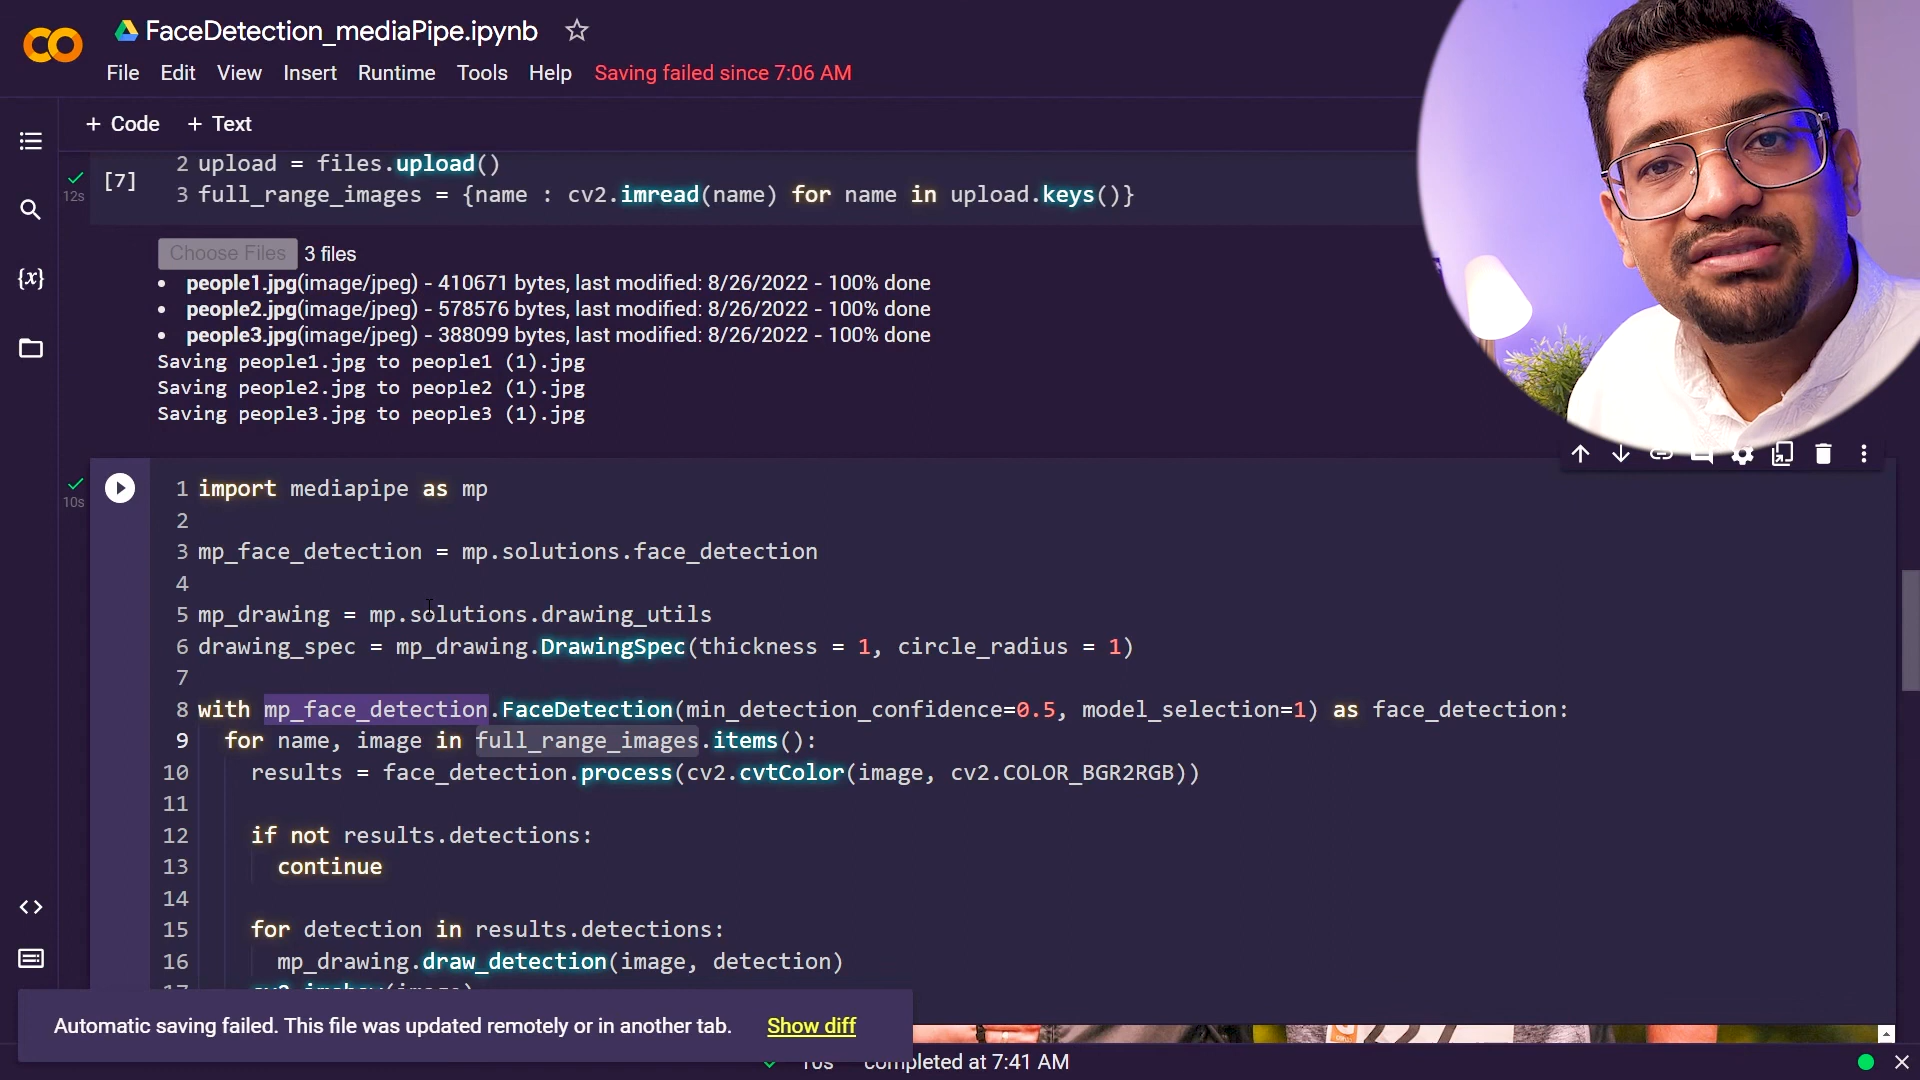 FaceDetection_mediaPipe.ipynb
File Edit View Insert Runtime Tools Help Saving failed since 7:06 AM
+ Code + Text
2 upload = files.upload()
[7]
12s
3 full_range_images = {name : cv2.imread(name) for name in upload.keys()}
Choose Files 3 files
• people1.jpg(image/jpeg) - 410671 bytes, last modified: 8/26/2022 - 100% done
• people2.jpg(image/jpeg) - 578576 bytes, last modified: 8/26/2022 - 100% done
• people3.jpg(image/jpeg) - 388099 bytes, last modified: 8/26/2022 - 100% done
Saving people1.jpg to people1 (1).jpg
Saving people2.jpg to people2 (1).jpg
Saving people3.jpg to people3 (1).jpg
10s
1 import mediapipe as mp
2
3 mp_face_detection = mp.solutions.face_detection
4
5 mp_drawing = mp.solutions.drawing_utils
6 drawing_spec = mp_drawing.DrawingSpec(thickness = 1, circle_radius = 1)
7
8 with mp_face_detection.FaceDetection(min_detection_confidence=0.5, model_selection=1) as face_detection:
9 for name, image in full_range_images.items():
10 results = face_detection.process(cv2.cvtColor(image, cv2.COLOR_BGR2RGB))
11
12 if not results.detections:
13 continue
14
15 for detection in results.detections:
16 mp_drawing.draw_detection(image, detection)
Automatic saving failed. This file was updated remotely or in another tab. Show diff
completed at 7:41 AM